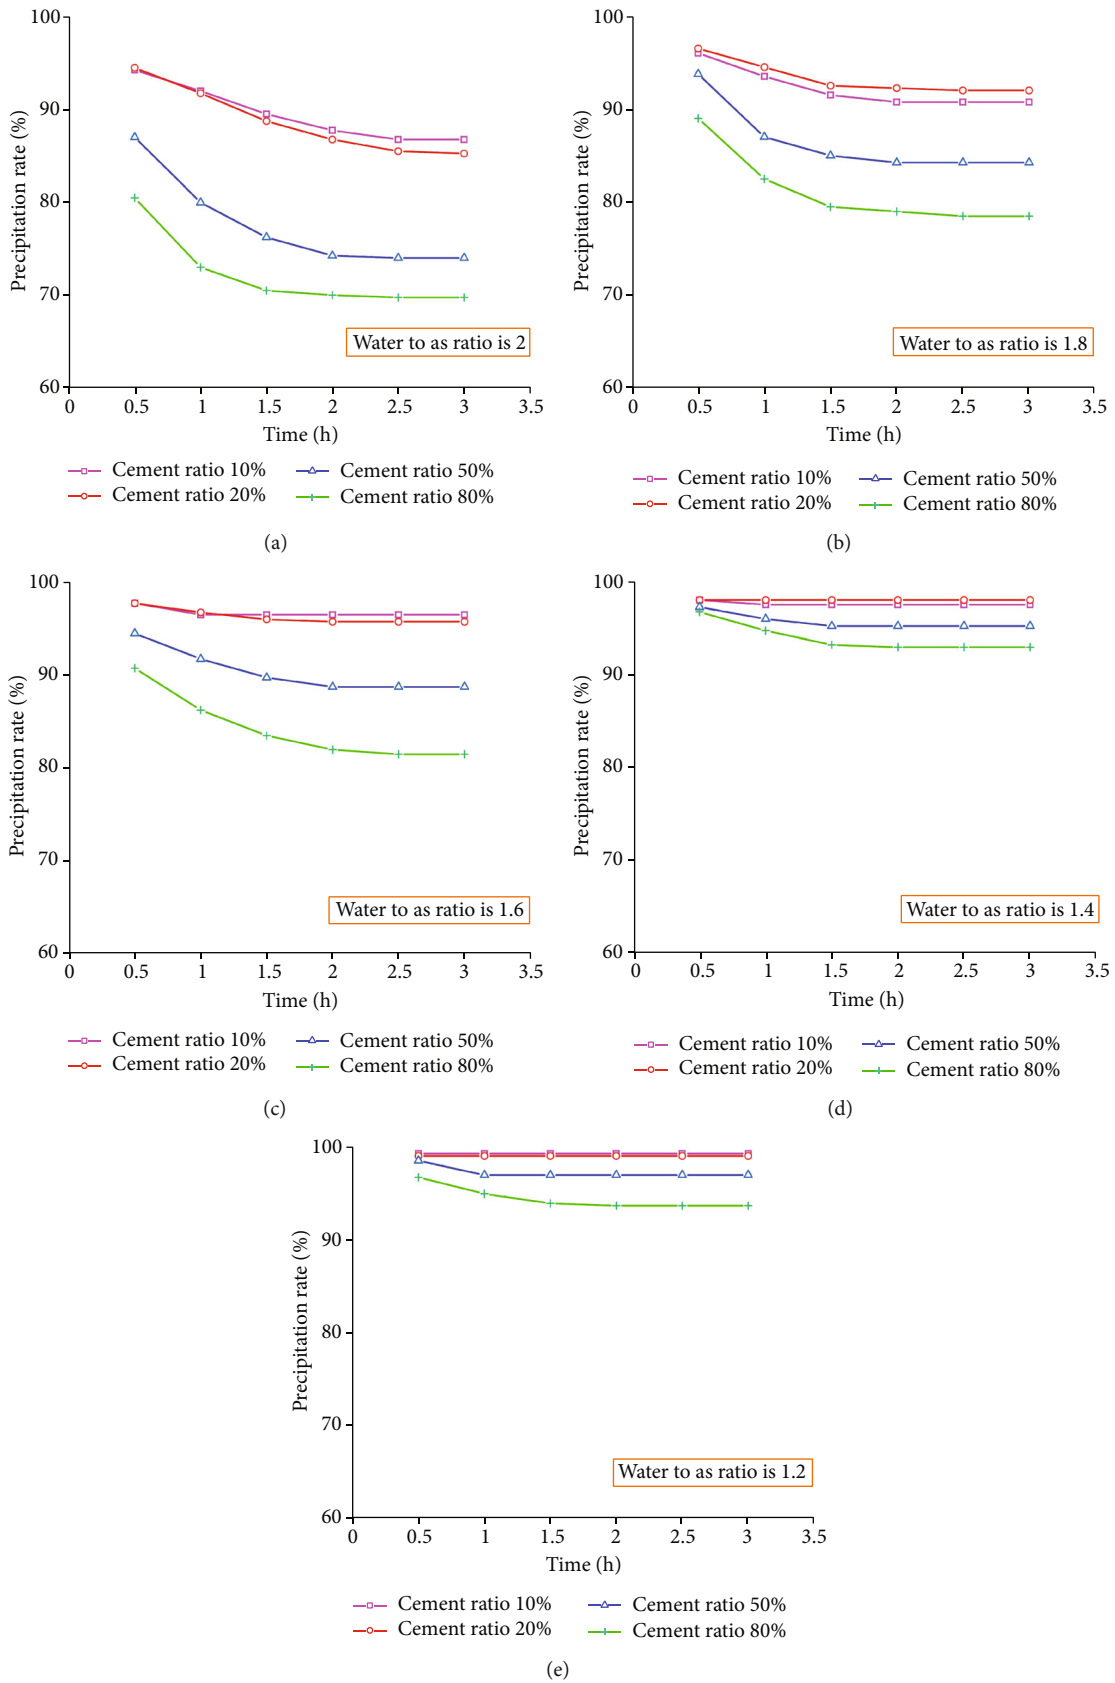 100
90
80
70
60
Precipitation rate (%)
0 0.5 1 1.5 2 2.5 3 3.5
Time (h)
Water to as ratio is 2
Cement ratio 10% Cement ratio 50%
Cement ratio 20% Cement ratio 80%
(a)
100
90
80
70
60
Precipitation rate (%)
0 0.5 1 1.5 2 2.5 3 3.5
Time (h)
Water to as ratio is 1.8
Cement ratio 10% Cement ratio 50%
Cement ratio 20% Cement ratio 80%
(b)
100
90
80
70
60
Precipitation rate (%)
0 0.5 1 1.5 2 2.5 3 3.5
Time (h)
Water to as ratio is 1.6
Cement ratio 10% Cement ratio 50%
Cement ratio 20% Cement ratio 80%
(c)
100
90
80
70
60
Precipitation rate (%)
0 0.5 1 1.5 2 2.5 3 3.5
Time (h)
Water to as ratio is 1.4
Cement ratio 10% Cement ratio 50%
Cement ratio 20% Cement ratio 80%
(d)
100
90
80
70
60
Precipitation rate (%)
0 0.5 1 1.5 2 2.5 3 3.5
Time (h)
Water to as ratio is 1.2
Cement ratio 10% Cement ratio 50%
Cement ratio 20% Cement ratio 80%
(e)